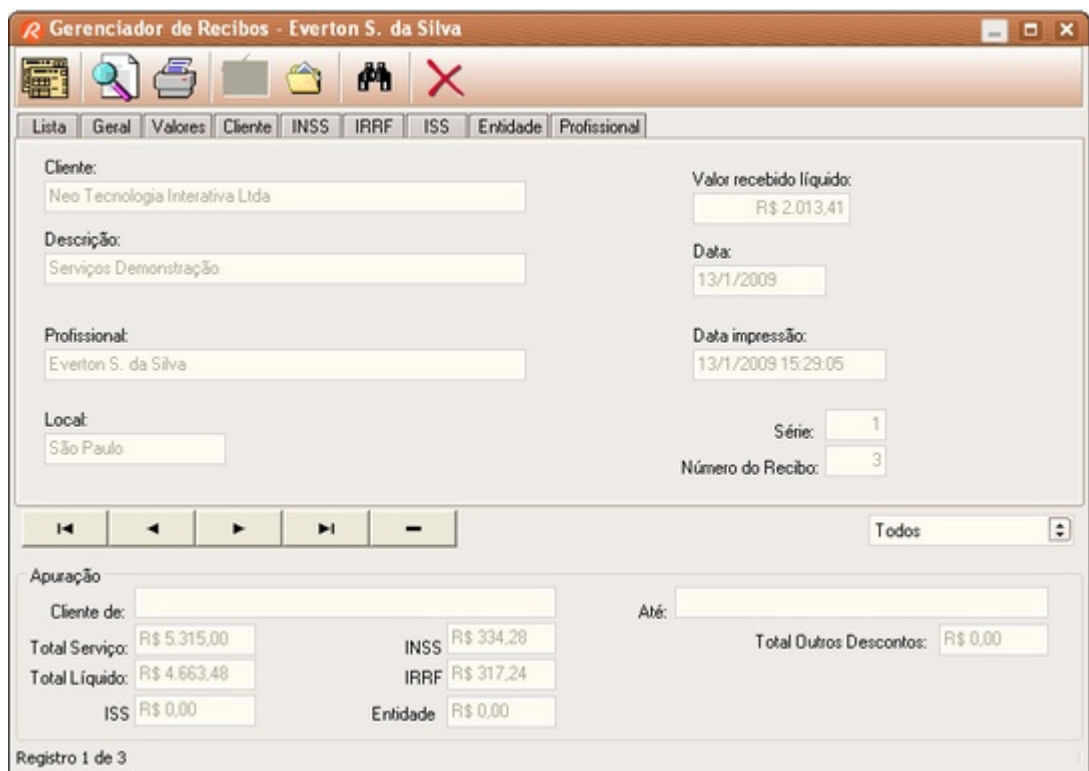 Gerenciador de Recibos - Everton S. da Silva
Lista Geral Valores Cliente INSS IRRF ISS Entidade Profissional
Cliente:
Neo Tecnologia Interativa Ltda
Valor recebido líquido:
R$ 2.013,41
Descrição:
Serviços Demonstração
Data:
13/1/2009
Profissional:
Everton S. da Silva
Data impressão:
13/1/2009 15:29:05
Local:
São Paulo
Série: 1
Número do Recibo: 3
Todos
Apuração
Cliente de: Até:
Total Serviço: R$ 5.315,00 INSS R$ 334,28 Total Outros Descontos: R$ 0,00
Total Líquido: R$ 4.663,48 IRRF R$ 317,24
ISS R$ 0,00 Entidade R$ 0,00
Registro 1 de 3